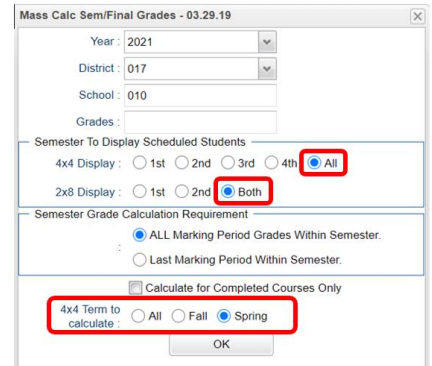 Mass Calc Sem/Final Grades - 03.29.19
Year : 2021
District : 017
School : 010
Grades :
Semester To Display Scheduled Students
4x4 Display : 1st 2nd 3rd 4th All
2x8 Display : 1st 2nd Both
Semester Grade Calculation Requirement
ALL Marking Period Grades Within Semester.
:
Last Marking Period Within Semester.
Calculate for Completed Courses Only
4x4 Term to
calculate : All Fall Spring
OK